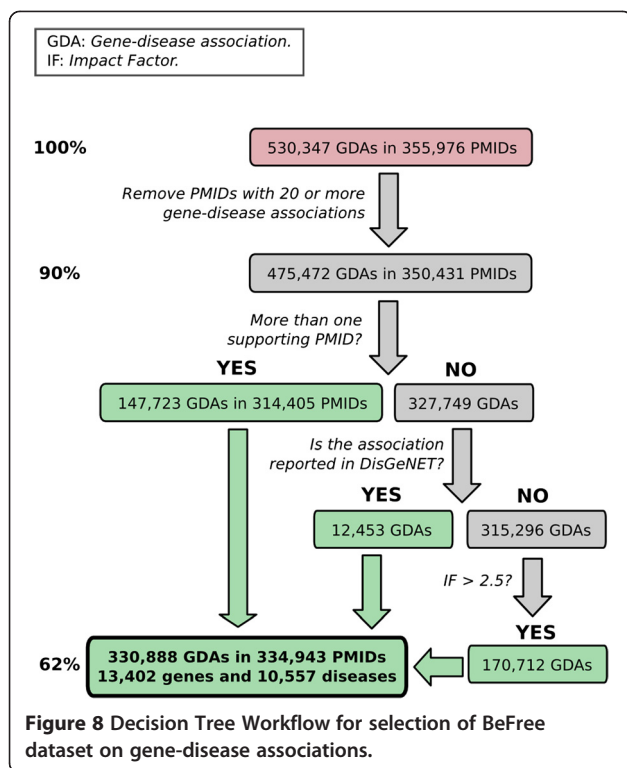 GDA: Gene-disease association.
IF: Impact Factor.
100%
530,347 GDAs in 355,976 PMIDs
Remove PMIDs with 20 or more
gene-disease associations
90%
475,472 GDAs in 350,431 PMIDs
More than one
supporting PMID?
YES
NO
147,723 GDAs in 314,405 PMIDs
327,749 GDAs
Is the association
reported in DisGeNET?
YES
NO
12,453 GDAs
315,296 GDAs
IF > 2.5?
YES
62%
330,888 GDAs in 334,943 PMIDs
13,402 genes and 10,557 diseases
170,712 GDAs
Figure 8 Decision Tree Workflow for selection of BeFree
dataset on gene-disease associations.